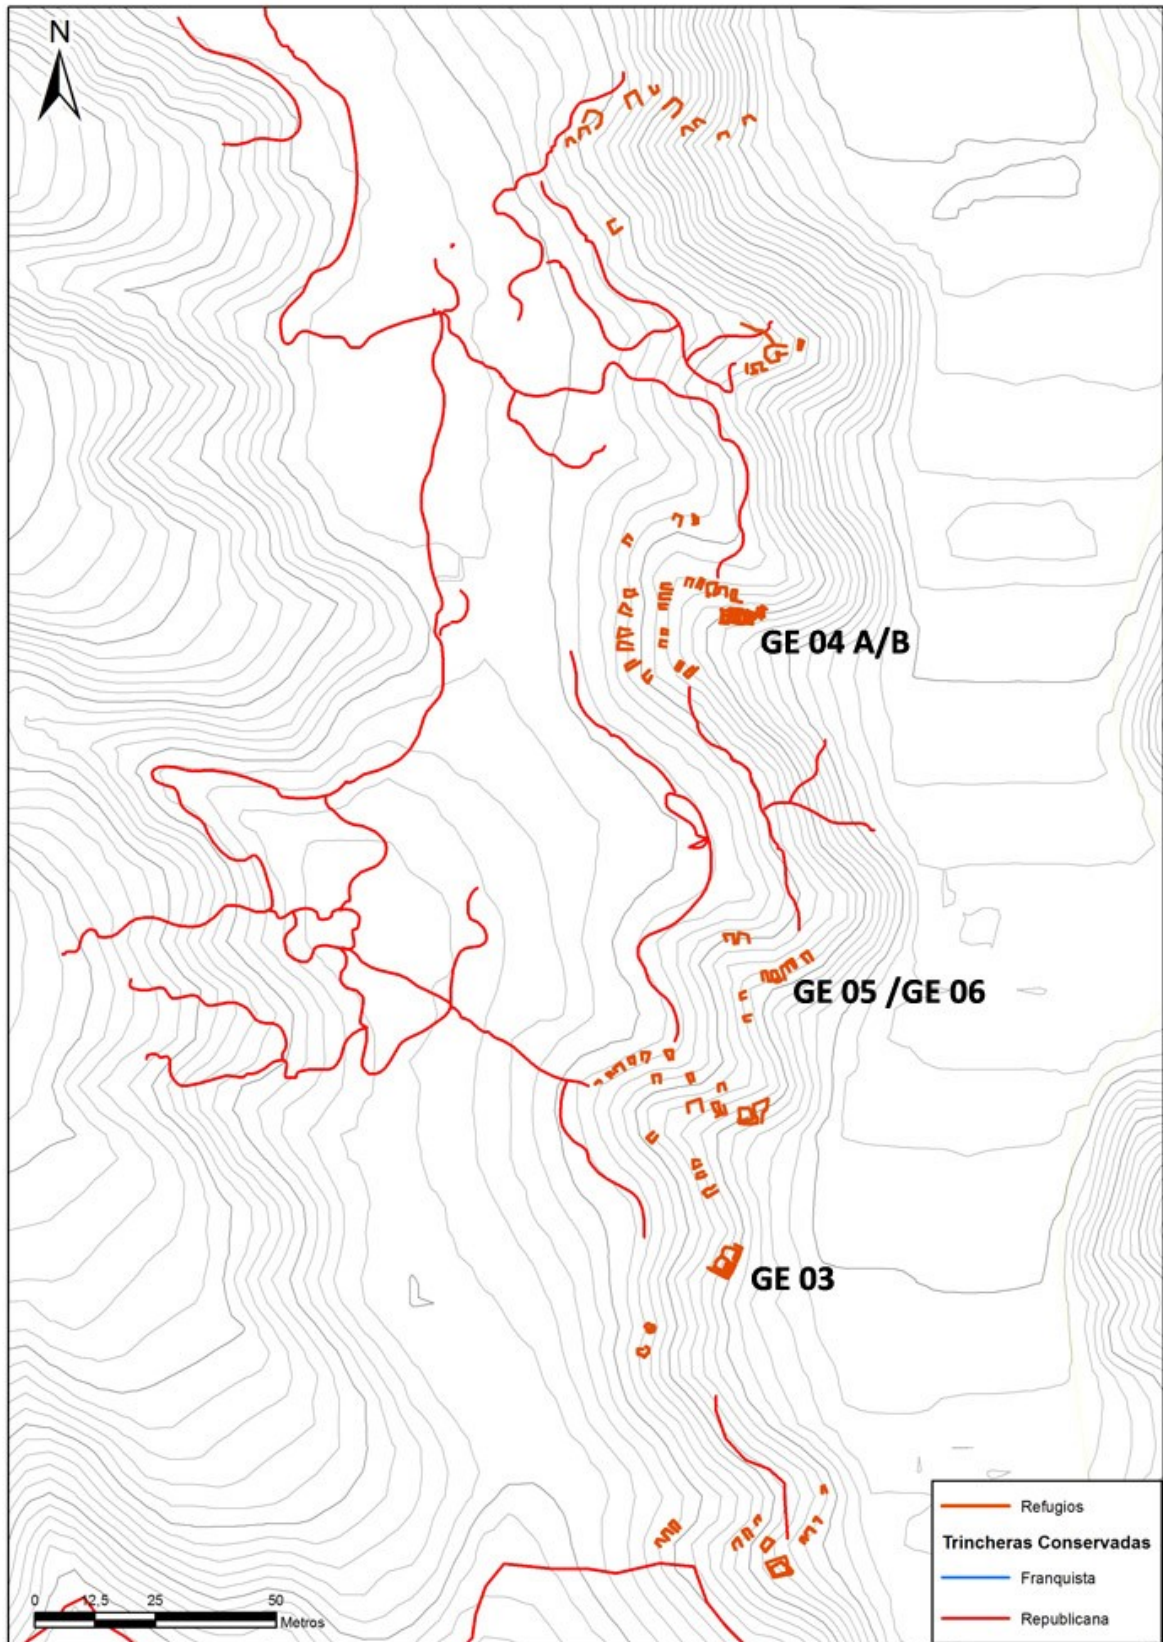 N
GE 04 A/B
GE 05 /GE 06
GE 03
Refugios
Trincheras Conservadas
Franquista
Republicana
0 12,5 25 50
Metros